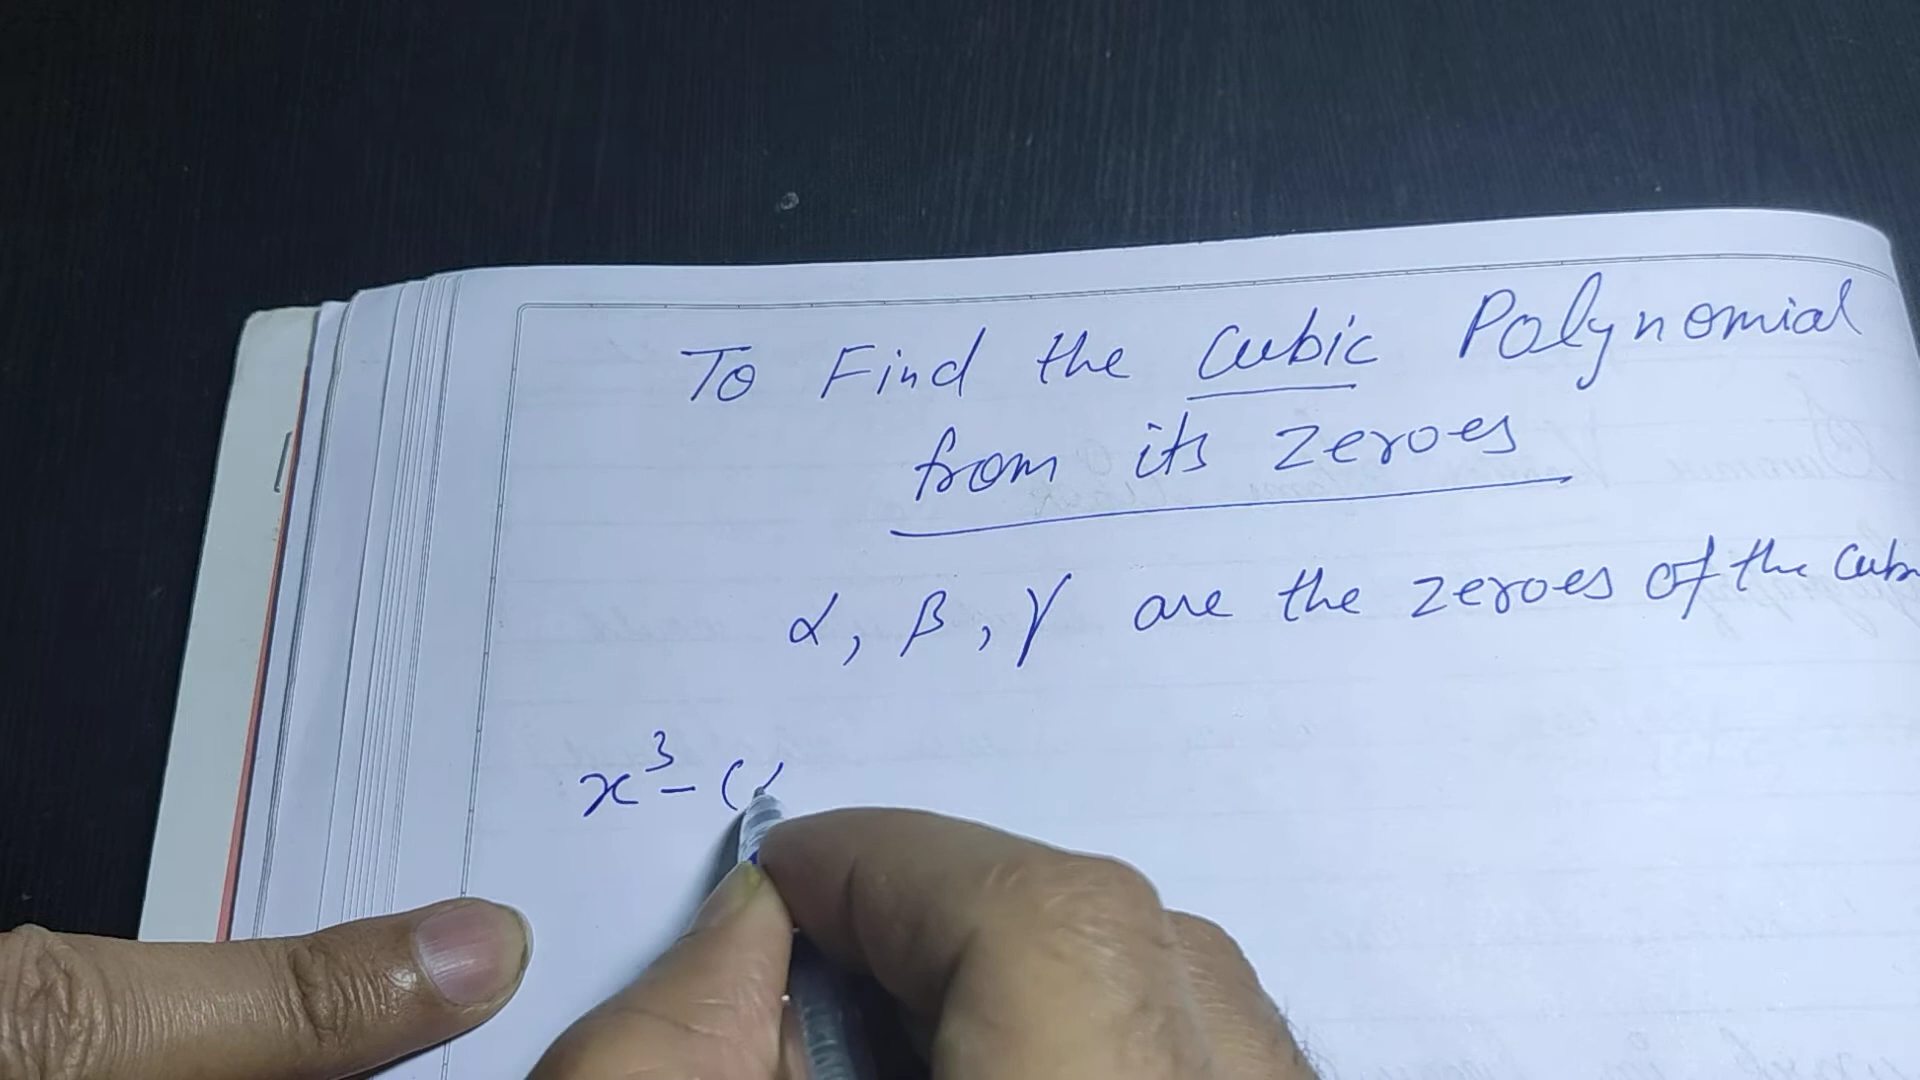 To Find the Cubic Polynomial
from its zeroes
α, β, γ are the zeroes of the Cub
x³ - (